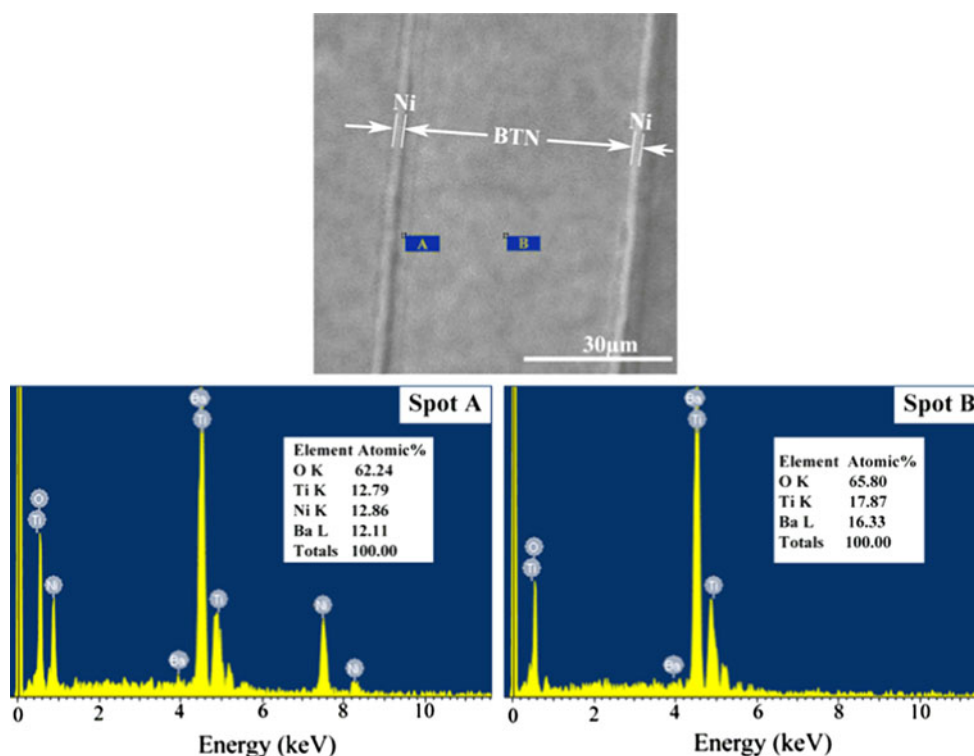 Ni
BTN
Ni
A
B
30μm
Spot A
Ba
Ti
Element Atomic%
O K 62.24
Ti K 12.79
Ni K 12.86
Ba L 12.11
Totals 100.00
O
Ti
Ni
Ba
Ti
Ni
Ni
0 2 4 6 8 10
Energy (keV)
Spot B
Ba
Ti
Element Atomic%
O K 65.80
Ti K 17.87
Ba L 16.33
Totals 100.00
O
Ti
Ba
Ti
0 2 4 6 8 10
Energy (keV)